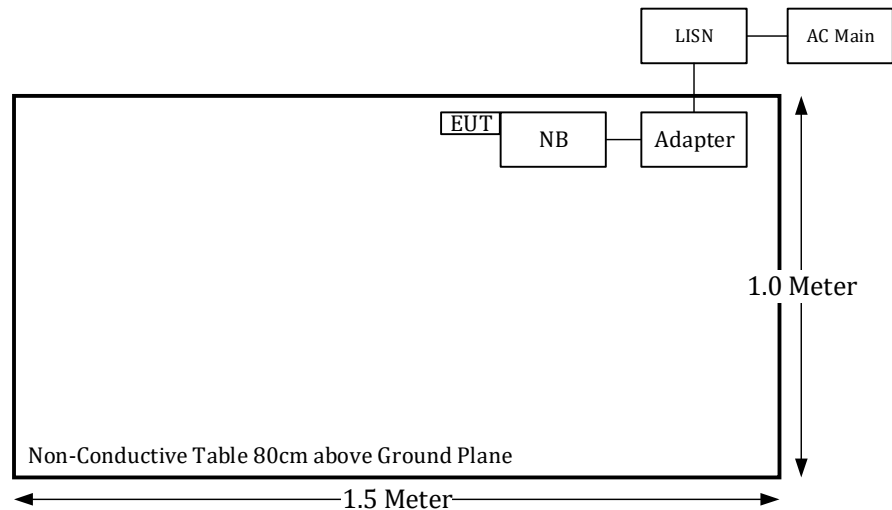 LISN
AC Main
EUT
NB
Adapter
1.0 Meter
Non-Conductive Table 80cm above Ground Plane
1.5 Meter